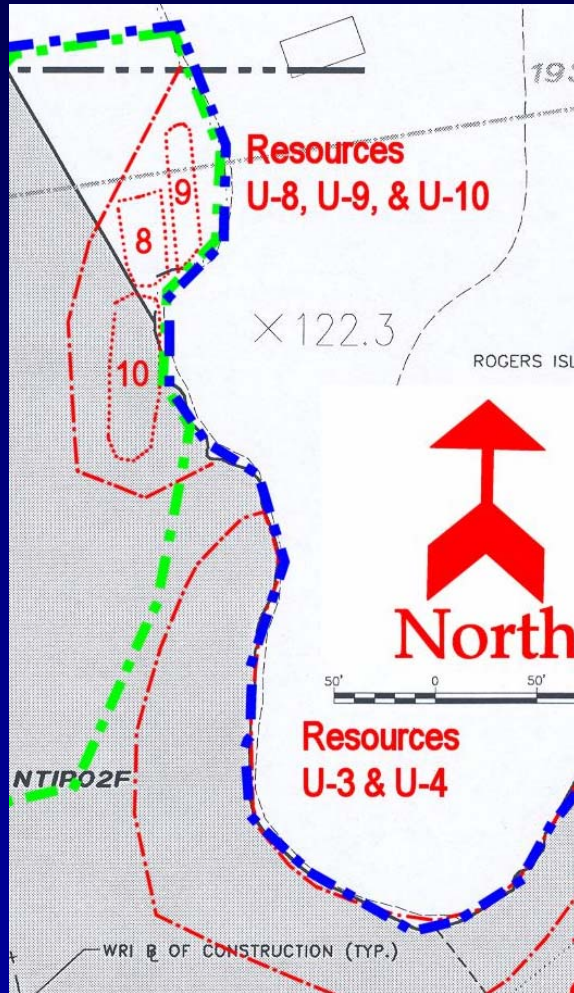 193
Resources
U-8, U-9, & U-10
9
8
×122.3
10
ROGERS ISL
North
50' 0 50'
Resources
U-3 & U-4
NTIP02F
WRI ₽ OF CONSTRUCTION (TYP.)